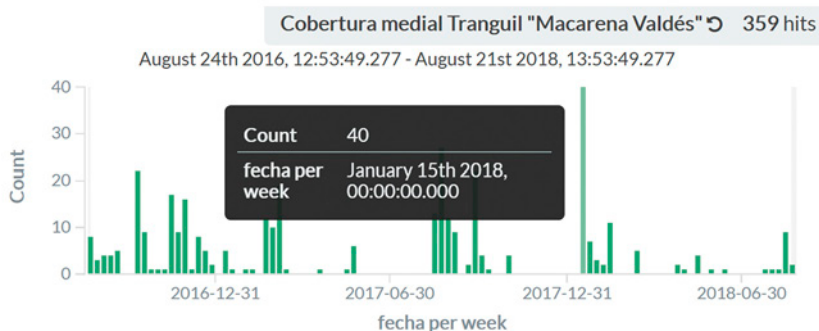 Cobertura medial Tranguil "Macarena Valdés" 359 hits
August 24th 2016, 12:53:49.277 - August 21st 2018, 13:53:49.277
40
30
20
10
0
Count
Count 40
fecha per week January 15th 2018, 00:00:00.000
2016-12-31 2017-06-30 2017-12-31 2018-06-30
fecha per week